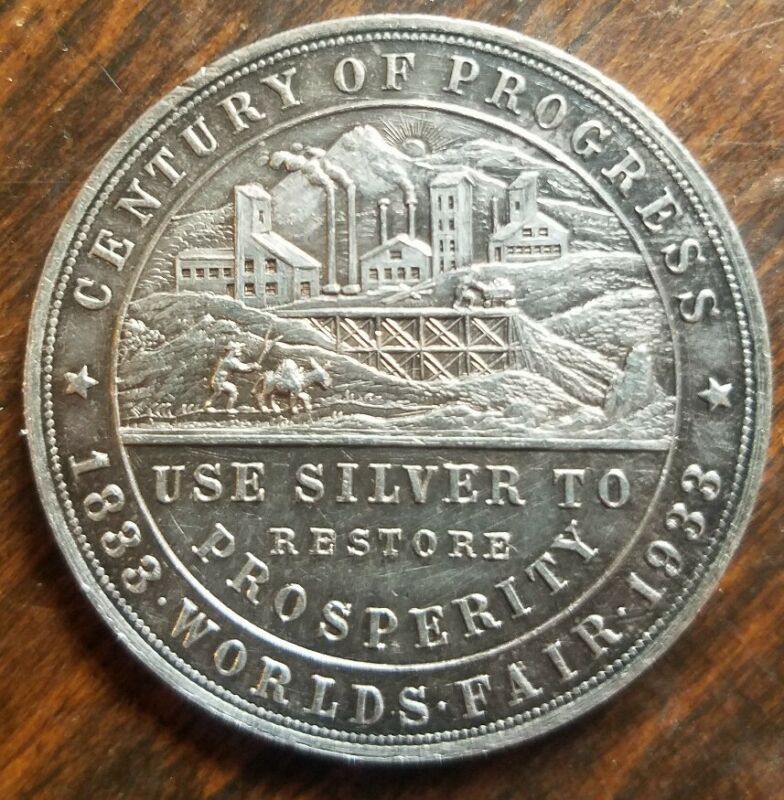 CENTURY OF PROGRESS
USE SILVER TO
RESTORE
PROSPERITY
1833·WORLDS·FAIR·1933